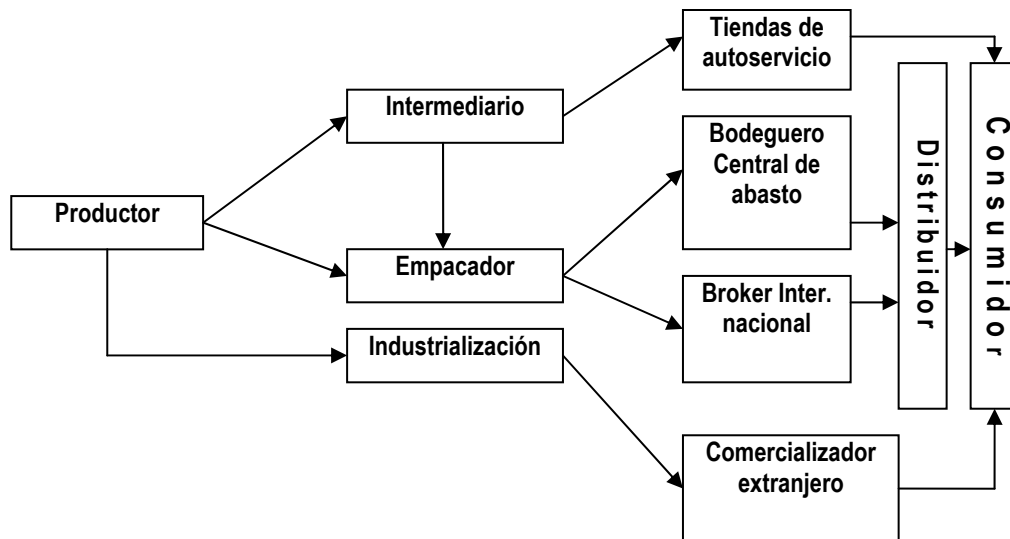 Tiendas de
autoservicio
Intermediario
Bodeguero
Central de
abasto
Productor
Empacador
Broker Inter.
nacional
Industrialización
Comercializador
extranjero
Distribuidor
Consumidor